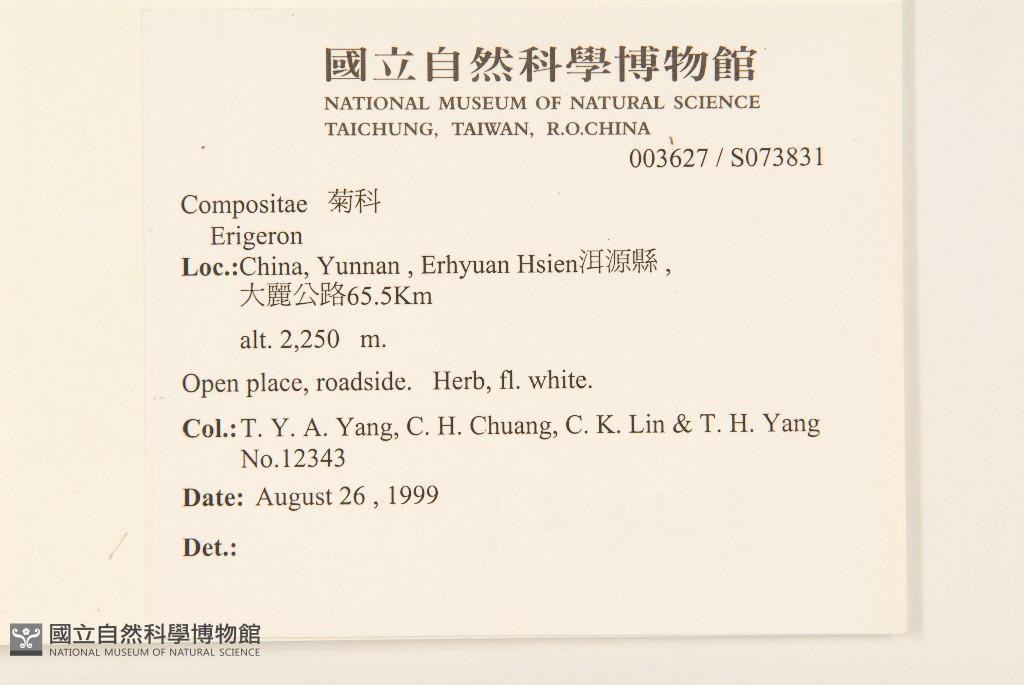 國立自然科學博物館
NATIONAL MUSEUM OF NATURAL SCIENCE
TAICHUNG, TAIWAN, R.O.CHINA
003627 / S073831
Compositae 菊科
Erigeron
Loc.:China, Yunnan , Erhyuan Hsien洱源縣 ,
大麗公路65.5Km
alt. 2,250 m.
Open place, roadside. Herb, fl. white.
Col.: T. Y. A. Yang, C. H. Chuang, C. K. Lin & T. H. Yang
No.12343
Date: August 26 , 1999
12343
Det.:
國立自然科學博物館
NATIONAL MUSEUM OF NATURAL SCIENCE